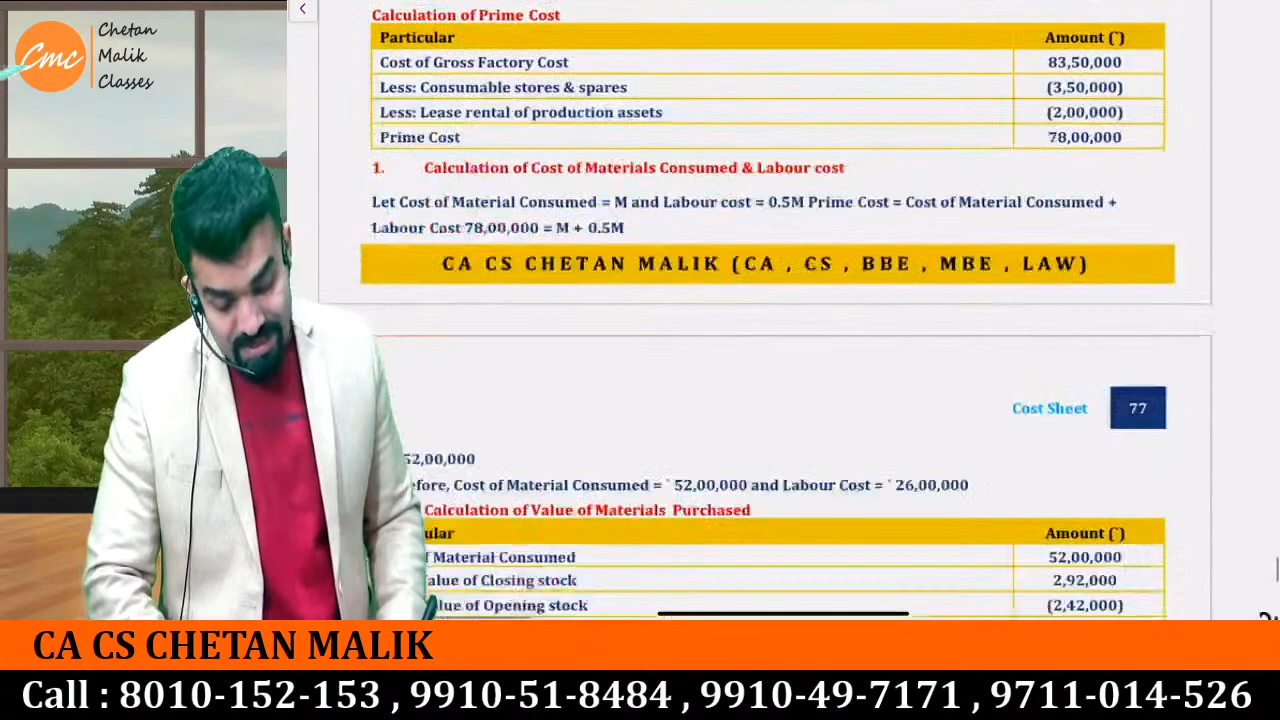 Cmc
Chetan
Malik
Classes
Calculation of Prime Cost
Particular Amount (`)
Cost of Gross Factory Cost 83,50,000
Less: Consumable stores & spares (3,50,000)
Less: Lease rental of production assets (2,00,000)
Prime Cost 78,00,000
1. Calculation of Cost of Materials Consumed & Labour cost
Let Cost of Material Consumed = M and Labour cost = 0.5M Prime Cost = Cost of Material Consumed +
Labour Cost 78,00,000 = M + 0.5M
CA CS CHETAN MALIK (CA , CS , BBE , MBE , LAW)
Cost Sheet 77
52,00,000
efore, Cost of Material Consumed = ` 52,00,000 and Labour Cost = ` 26,00,000
Calculation of Value of Materials Purchased
ular Amount (`)
f Material Consumed 52,00,000
alue of Closing stock 2,92,000
lue of Opening stock (2,42,000)
CA CS CHETAN MALIK
Call : 8010-152-153 , 9910-51-8484 , 9910-49-7171 , 9711-014-526